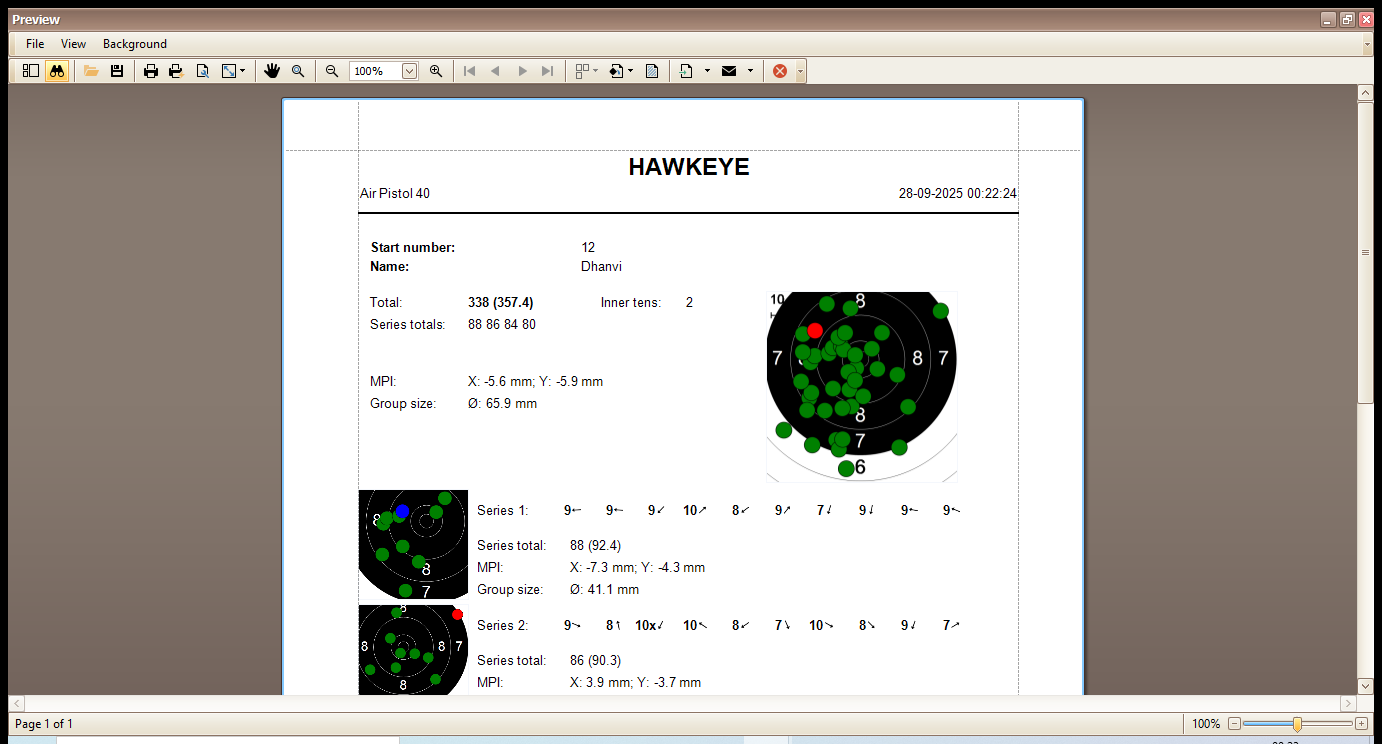 Preview
File View Background
100%
HAWKEYE
Air Pistol 40 28-09-2025 00:22:24
Start number: 12
Name: Dhanvi
Total: 338 (357.4) Inner tens: 2
Series totals: 88 86 84 80
MPI: X: -5.6 mm; Y: -5.9 mm
Group size: Ø: 65.9 mm
10 8
7 8 7
8
7
6
Series 1: 9← 9← 9↙ 10↗ 8↙ 9↗ 7↓ 9↓ 9← 9↖
8
8
7
Series total: 88 (92.4)
MPI: X: -7.3 mm; Y: -4.3 mm
Group size: Ø: 41.1 mm
Series 2: 9→ 8↑ 10x↙ 10↖ 8↙ 7↘ 10↘ 8↘ 9↓ 7↗
8
8 8 7
8
Series total: 86 (90.3)
MPI: X: 3.9 mm; Y: -3.7 mm
Page 1 of 1 100%